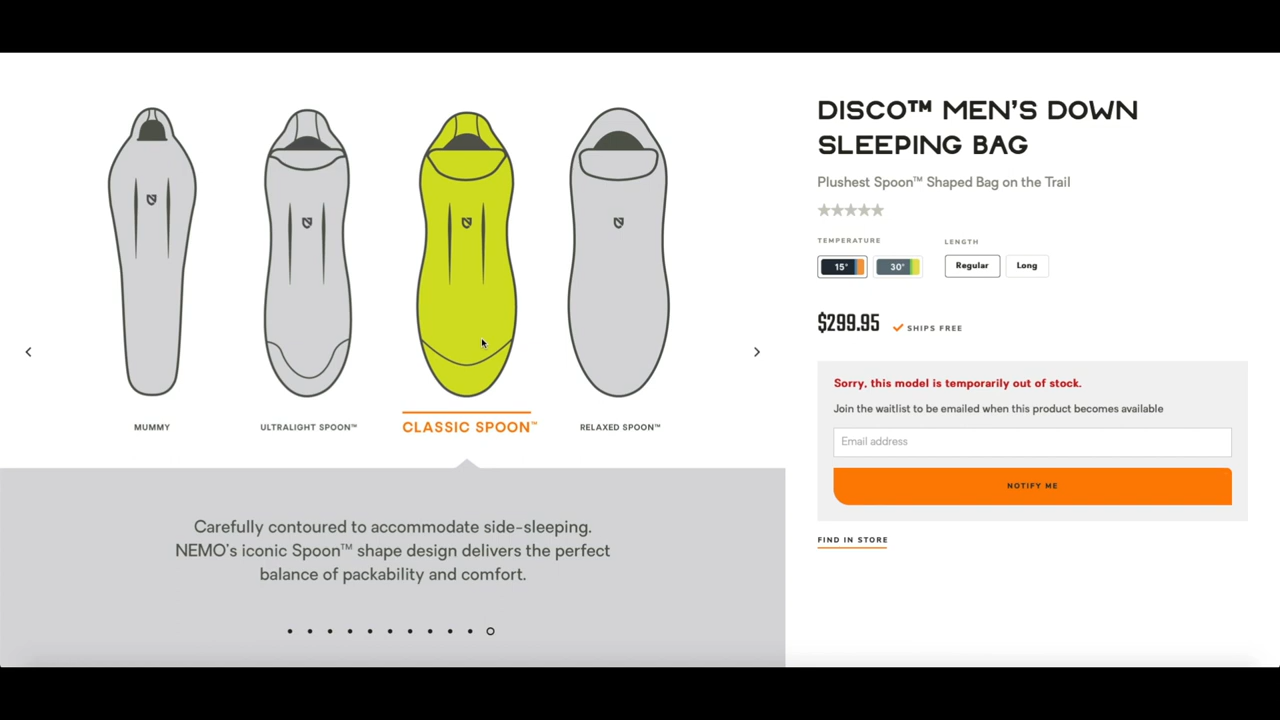 DISCO™ MEN'S DOWN
SLEEPING BAG
Plushest Spoon™ Shaped Bag on the Trail
TEMPERATURE
LENGTH
15°
30°
Regular
Long
$299.95
SHIPS FREE
Sorry, this model is temporarily out of stock.
Join the waitlist to be emailed when this product becomes available
Email address
NOTIFY ME
FIND IN STORE
MUMMY
ULTRALIGHT SPOON™
CLASSIC SPOON™
RELAXED SPOON™
Carefully contoured to accommodate side-sleeping.
NEMO's iconic Spoon™ shape design delivers the perfect
balance of packability and comfort.